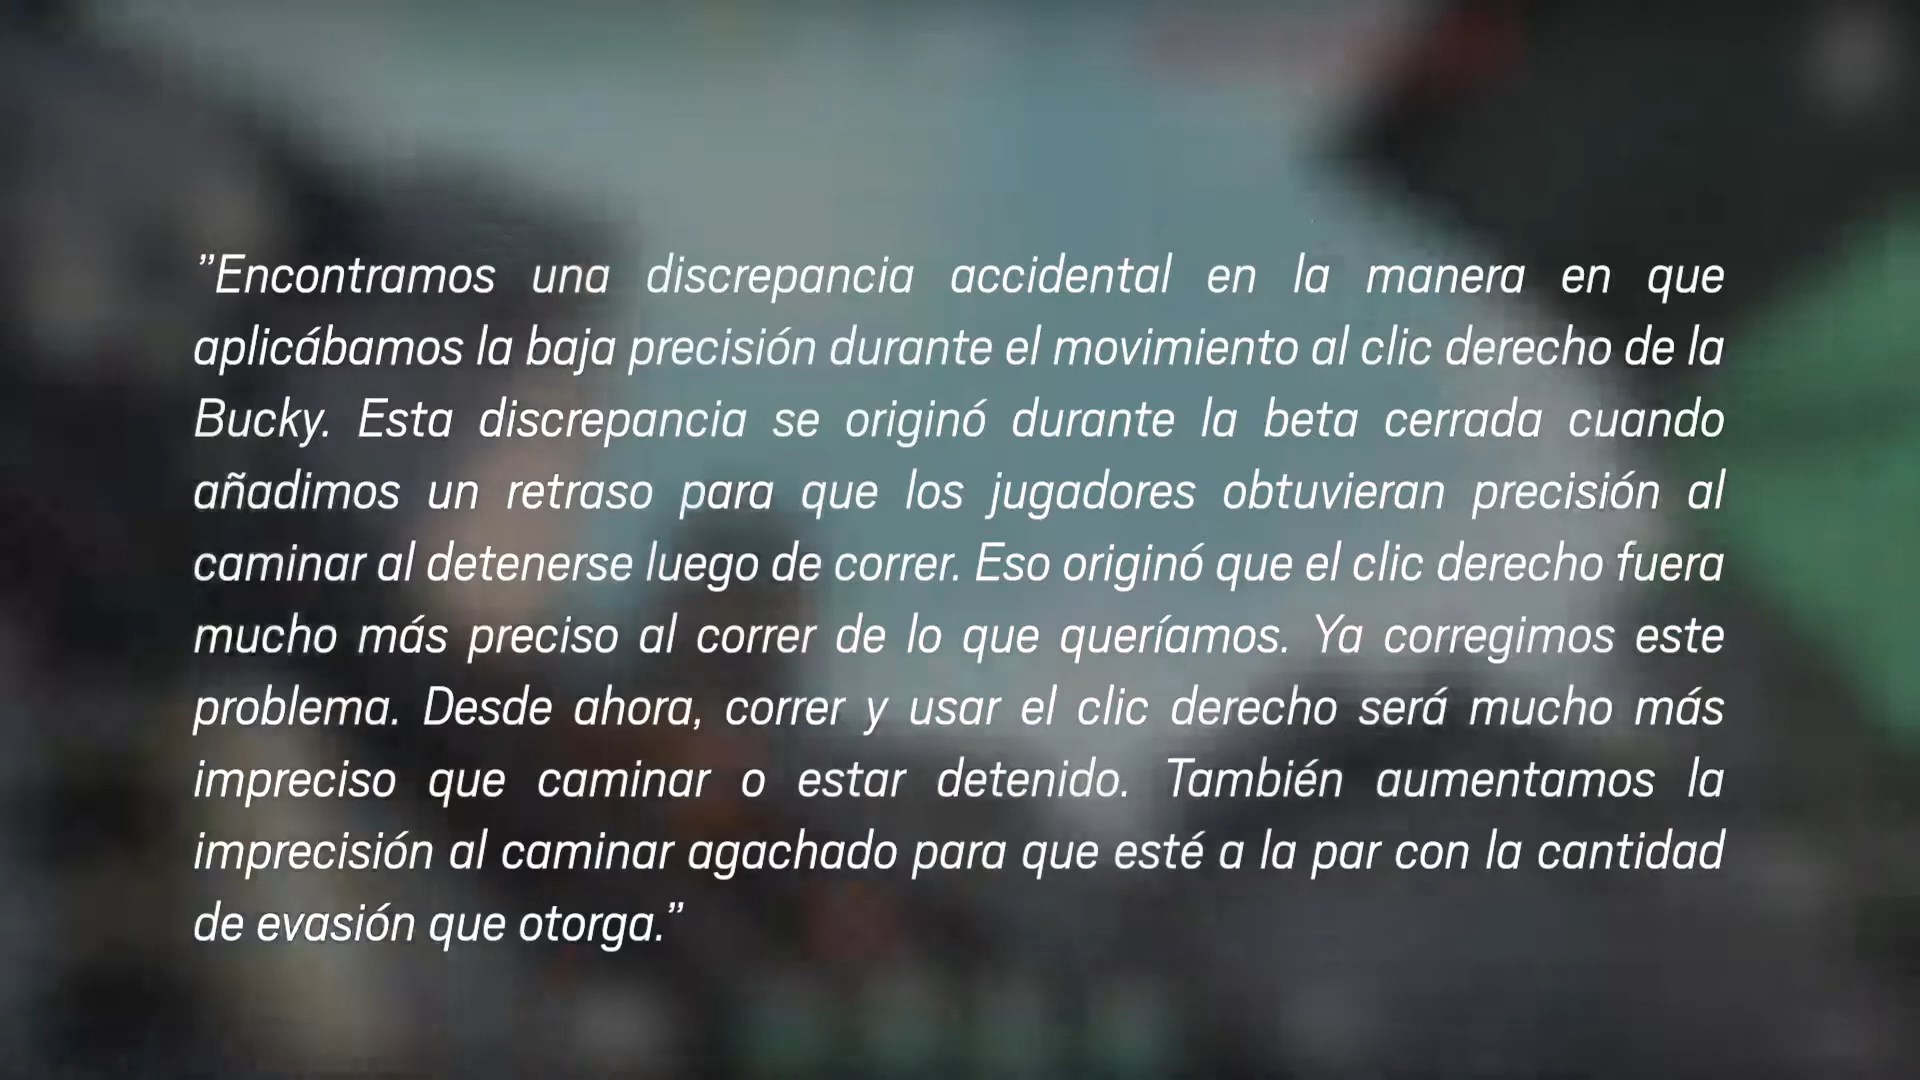 ”Encontramos una discrepancia accidental en la manera en que
aplicábamos la baja precisión durante el movimiento al clic derecho de la
Bucky. Esta discrepancia se originó durante la beta cerrada cuando
añadimos un retraso para que los jugadores obtuvieran precisión al
caminar al detenerse luego de correr. Eso originó que el clic derecho fuera
mucho más preciso al correr de lo que queríamos. Ya corregimos este
problema. Desde ahora, correr y usar el clic derecho será mucho más
impreciso que caminar o estar detenido. También aumentamos la
imprecisión al caminar agachado para que esté a la par con la cantidad
de evasión que otorga.”